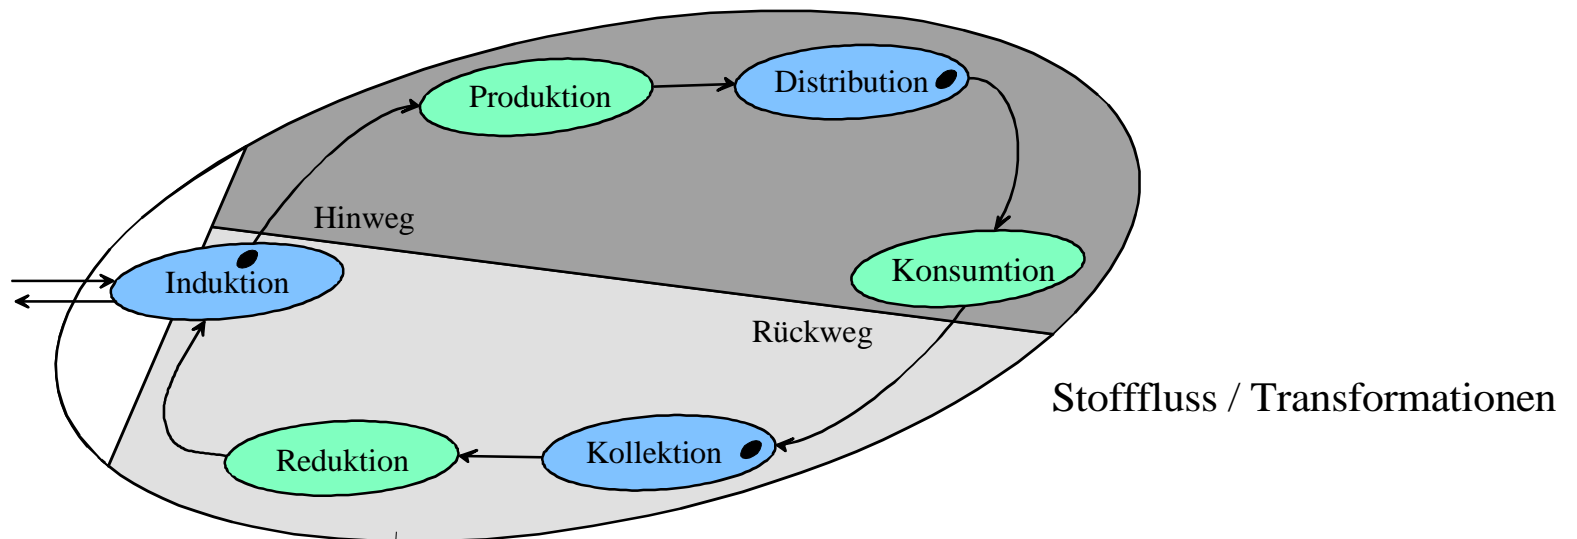 Produktion
Distribution
Hinweg
Induktion
Konsumtion
Rückweg
Stofffluss / Transformationen
Reduktion
Kollektion